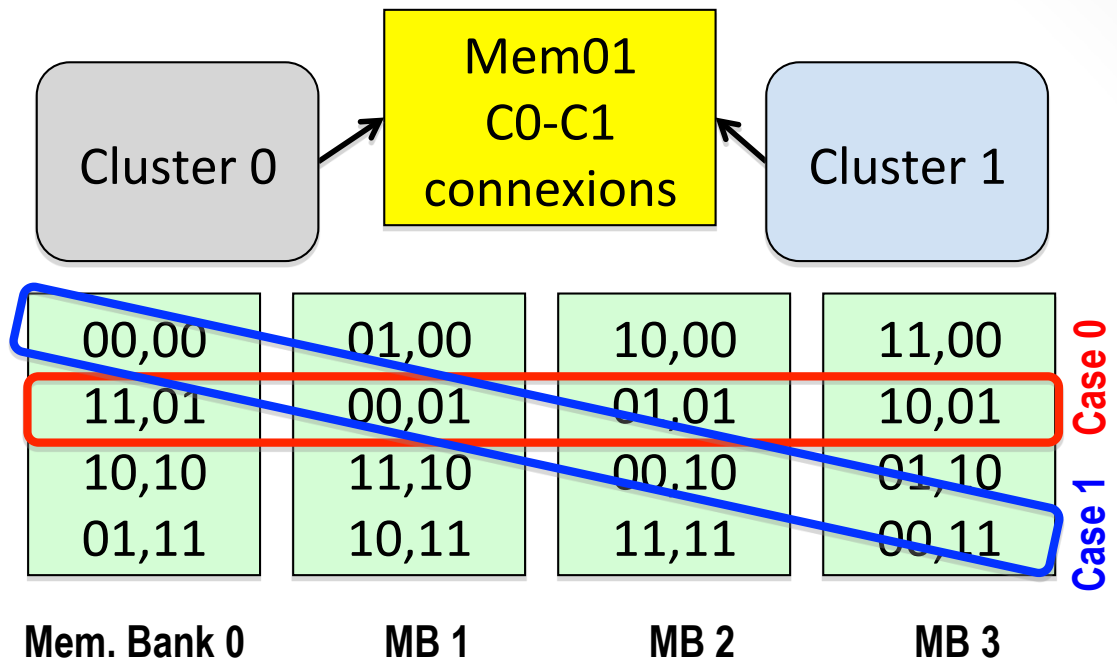 Mem01
C0-C1
connexions
Cluster 0
Cluster 1
00,00 01,00 10,00 11,00
11,01 00,01 01,01 10,01
10,10 11,10 00,10 01,10
01,11 10,11 11,11 00,11
Case 0
Case 1
Mem. Bank 0 MB 1 MB 2 MB 3